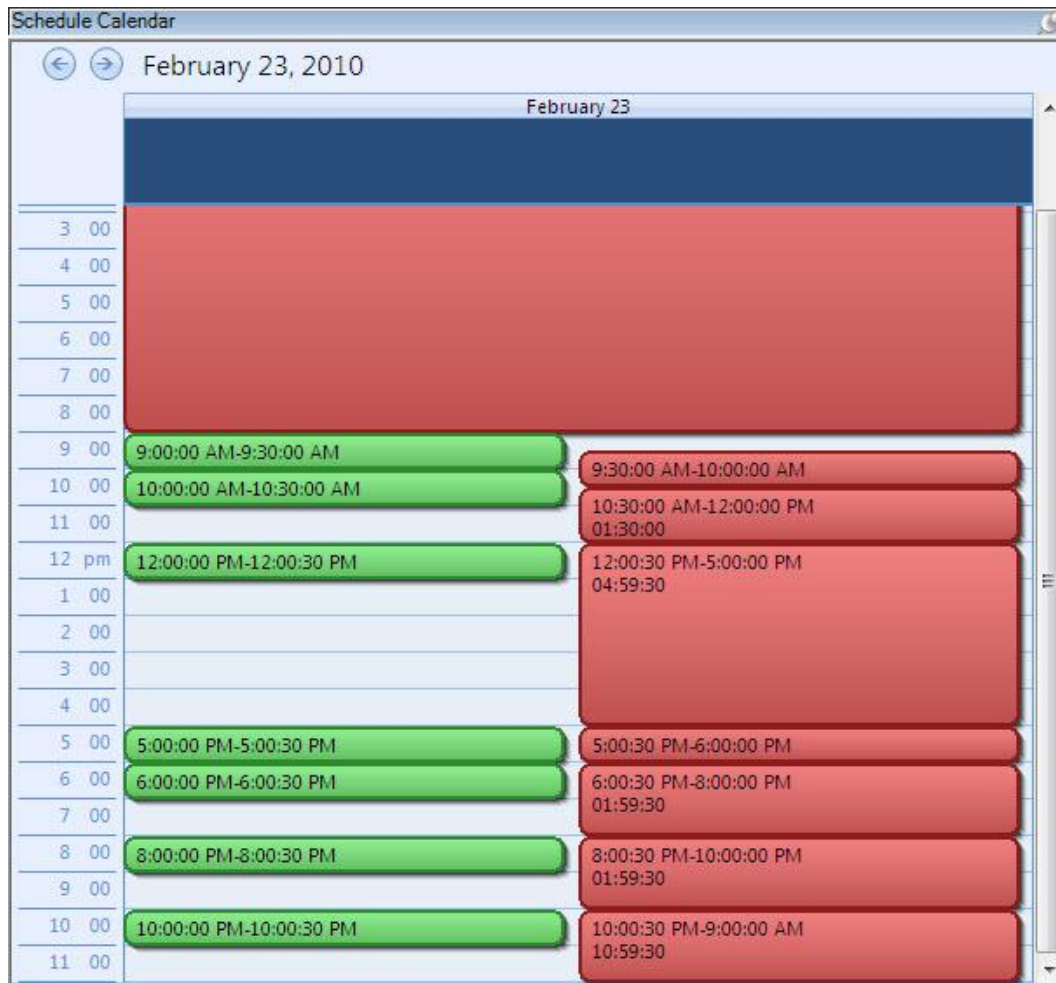 Schedule Calendar
February 23, 2010
February 23
3 00
4 00
5 00
6 00
7 00
8 00
9 00
9:00:00 AM-9:30:00 AM
9:30:00 AM-10:00:00 AM
10 00
10:00:00 AM-10:30:00 AM
10:30:00 AM-12:00:00 PM
01:30:00
11 00
12 pm
12:00:00 PM-12:00:30 PM
12:00:30 PM-5:00:00 PM
04:59:30
1 00
2 00
3 00
4 00
5 00
5:00:00 PM-5:00:30 PM
5:00:30 PM-6:00:00 PM
6 00
6:00:00 PM-6:00:30 PM
6:00:30 PM-8:00:00 PM
01:59:30
7 00
8 00
8:00:00 PM-8:00:30 PM
8:00:30 PM-10:00:00 PM
01:59:30
9 00
10 00
10:00:00 PM-10:00:30 PM
10:00:30 PM-9:00:00 AM
10:59:30
11 00